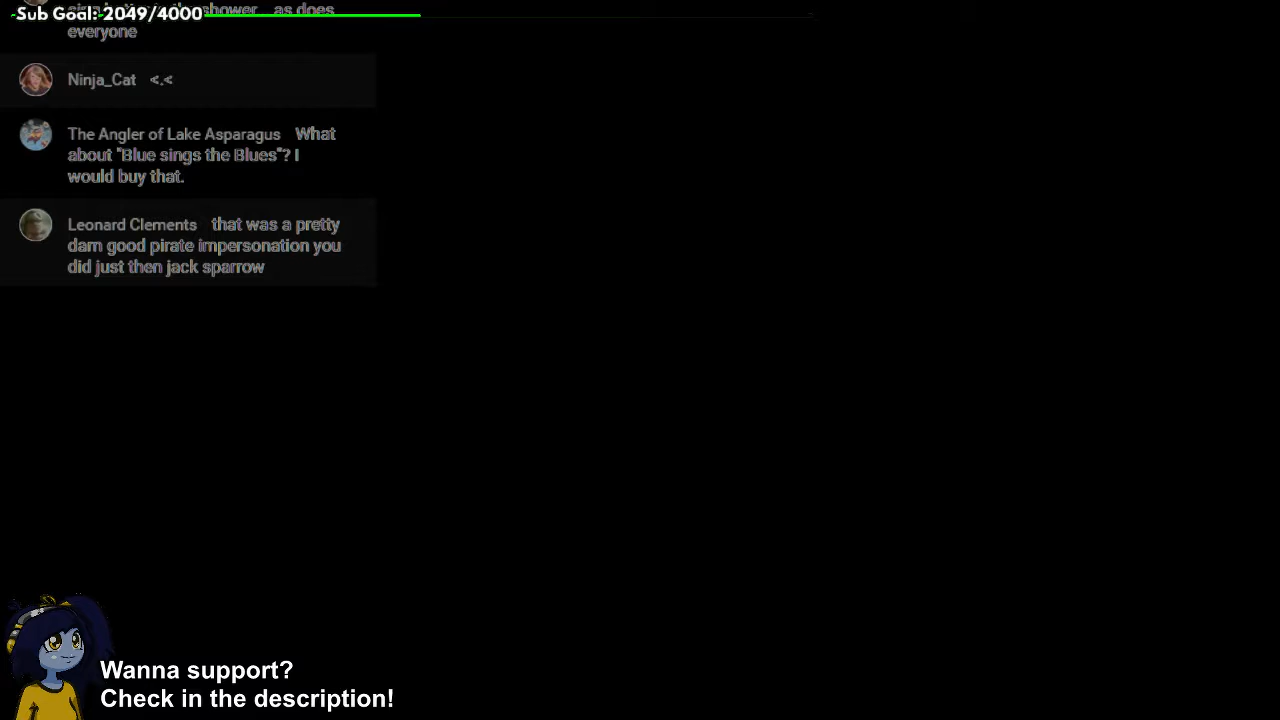 Sub Goal: 2049/4000
shower as does
everyone
Ninja_Cat <.<
The Angler of Lake Asparagus What
about "Blue sings the Blues"? I
would buy that.
Leonard Clements that was a pretty
darn good pirate impersonation you
did just then jack sparrow
Wanna support?
Check in the description!